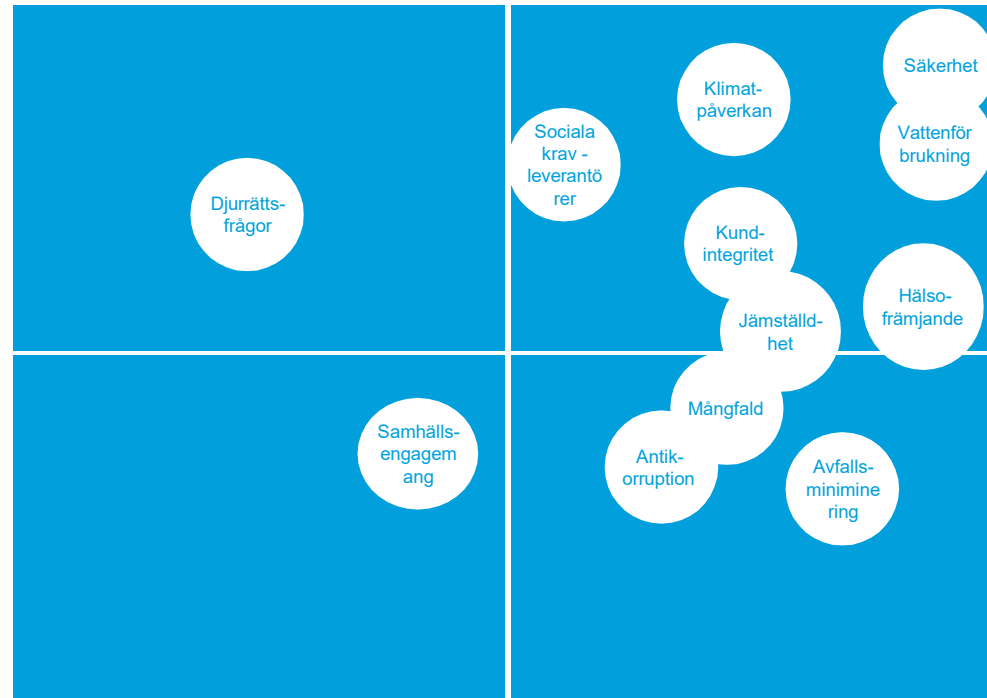 Säkerhet
Klimat-
påverkan
Sociala
krav -
leverantö
rer
Vattenför
brukning
Djurrätts-
frågor
Kund-
integritet
Hälso-
främjande
Jämställd-
het
Mångfald
Samhälls-
engagem
ang
Antik-
orruption
Avfalls-
minimine
ring